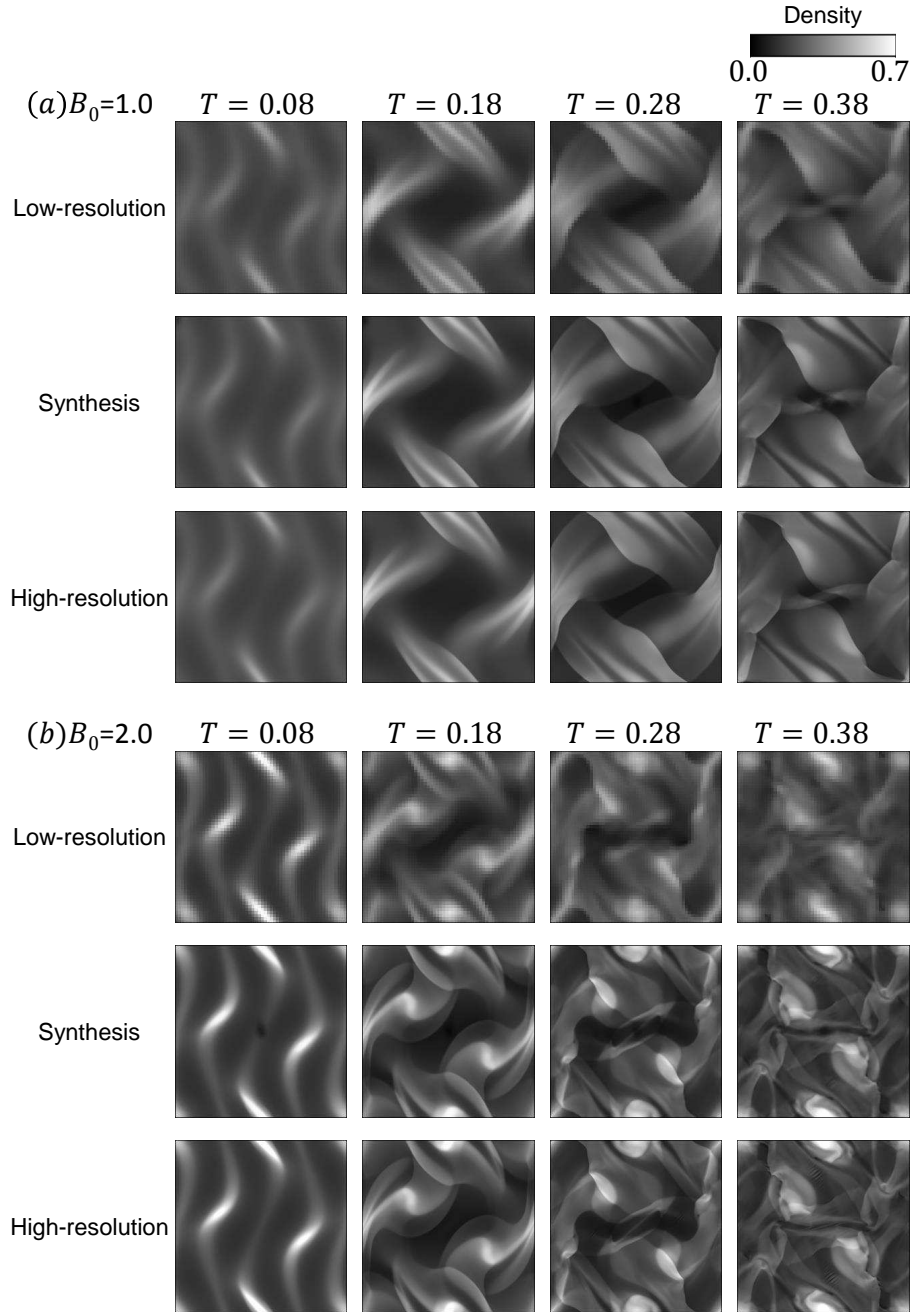 Density
0.0 0.7
(a)B₀=1.0 T = 0.08 T = 0.18 T = 0.28 T = 0.38
Low-resolution
Synthesis
High-resolution
(b)B₀=2.0 T = 0.08 T = 0.18 T = 0.28 T = 0.38
Low-resolution
Synthesis
High-resolution